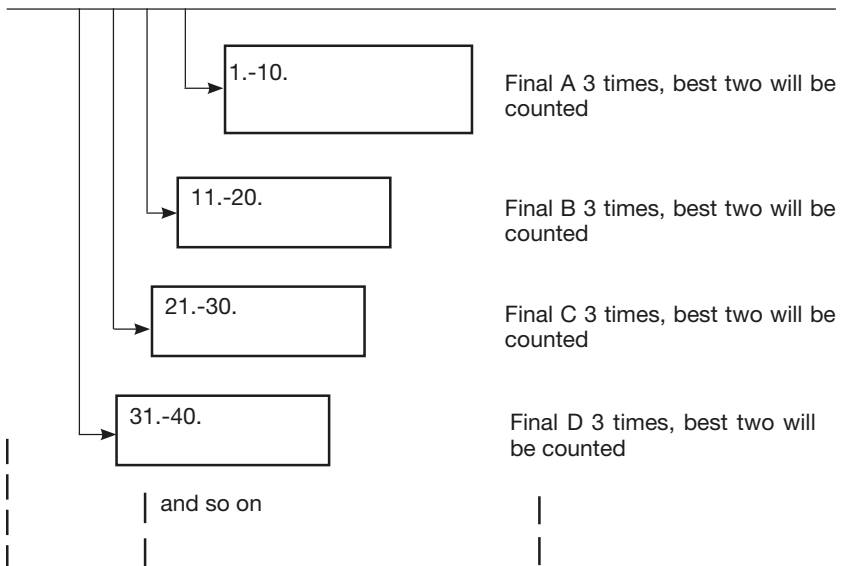 1.-10.
Final A 3 times, best two will be
counted
11.-20.
Final B 3 times, best two will be
counted
21.-30.
Final C 3 times, best two will be
counted
31.-40.
Final D 3 times, best two will
be counted
and so on